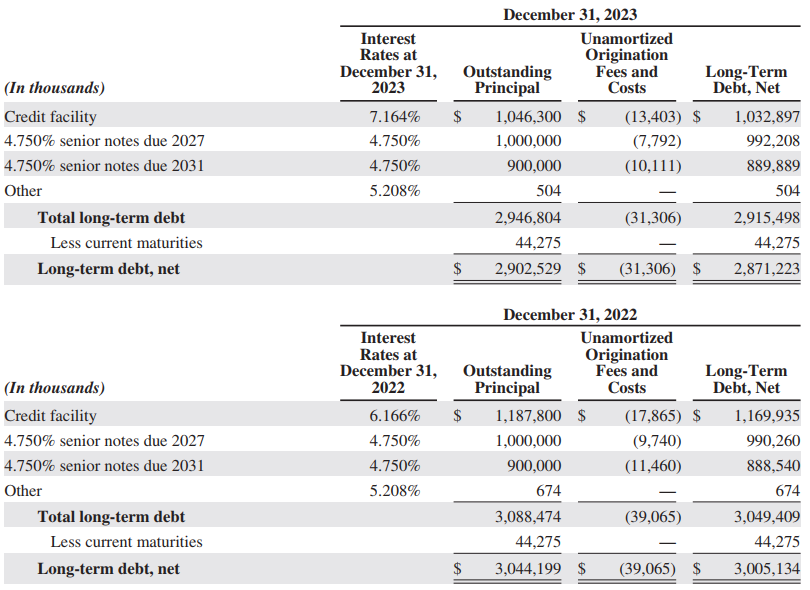 December 31, 2023
Interest Rates at December 31, 2023
Unamortized Origination Fees and Costs
(In thousands) Outstanding Principal Long-Term Debt, Net
Credit facility 7.164% $ 1,046,300 $ (13,403) $ 1,032,897
4.750% senior notes due 2027 4.750% 1,000,000 (7,792) 992,208
4.750% senior notes due 2031 4.750% 900,000 (10,111) 889,889
Other 5.208% 504 — 504
Total long-term debt 2,946,804 (31,306) 2,915,498
Less current maturities 44,275 — 44,275
Long-term debt, net $ 2,902,529 $ (31,306) $ 2,871,223
December 31, 2022
Interest Rates at December 31, 2022
Unamortized Origination Fees and Costs
(In thousands) Outstanding Principal Long-Term Debt, Net
Credit facility 6.166% $ 1,187,800 $ (17,865) $ 1,169,935
4.750% senior notes due 2027 4.750% 1,000,000 (9,740) 990,260
4.750% senior notes due 2031 4.750% 900,000 (11,460) 888,540
Other 5.208% 674 — 674
Total long-term debt 3,088,474 (39,065) 3,049,409
Less current maturities 44,275 — 44,275
Long-term debt, net $ 3,044,199 $ (39,065) $ 3,005,134